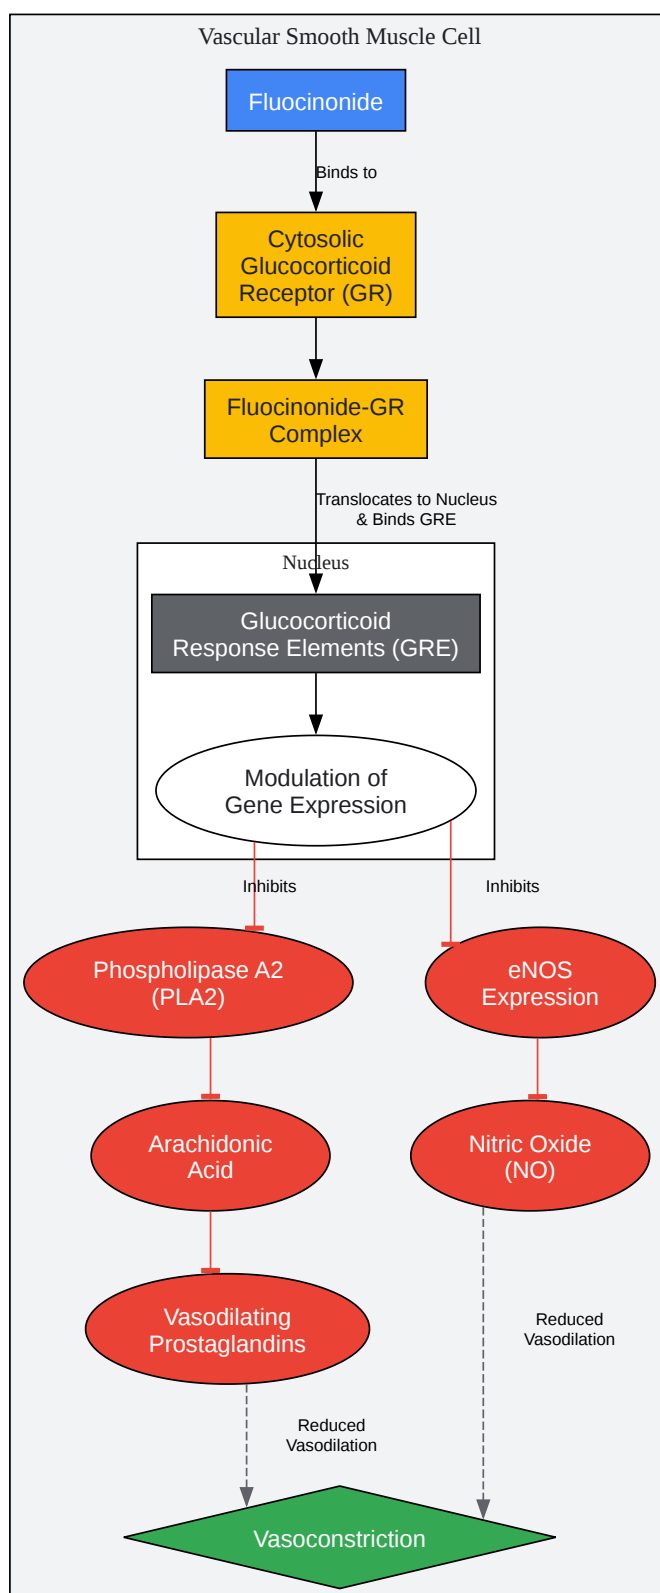 Vascular Smooth Muscle Cell
Fluocinonide
Binds to
Cytosolic
Glucocorticoid
Receptor (GR)
Fluocinonide-GR
Complex
Translocates to Nucleus
& Binds GRE
Nucleus
Glucocorticoid
Response Elements (GRE)
Modulation of
Gene Expression
Inhibits
Inhibits
Phospholipase A2
(PLA2)
eNOS
Expression
Arachidonic
Acid
Nitric Oxide
(NO)
Vasodilating
Prostaglandins
Reduced
Vasodilation
Reduced
Vasodilation
Vasoconstriction